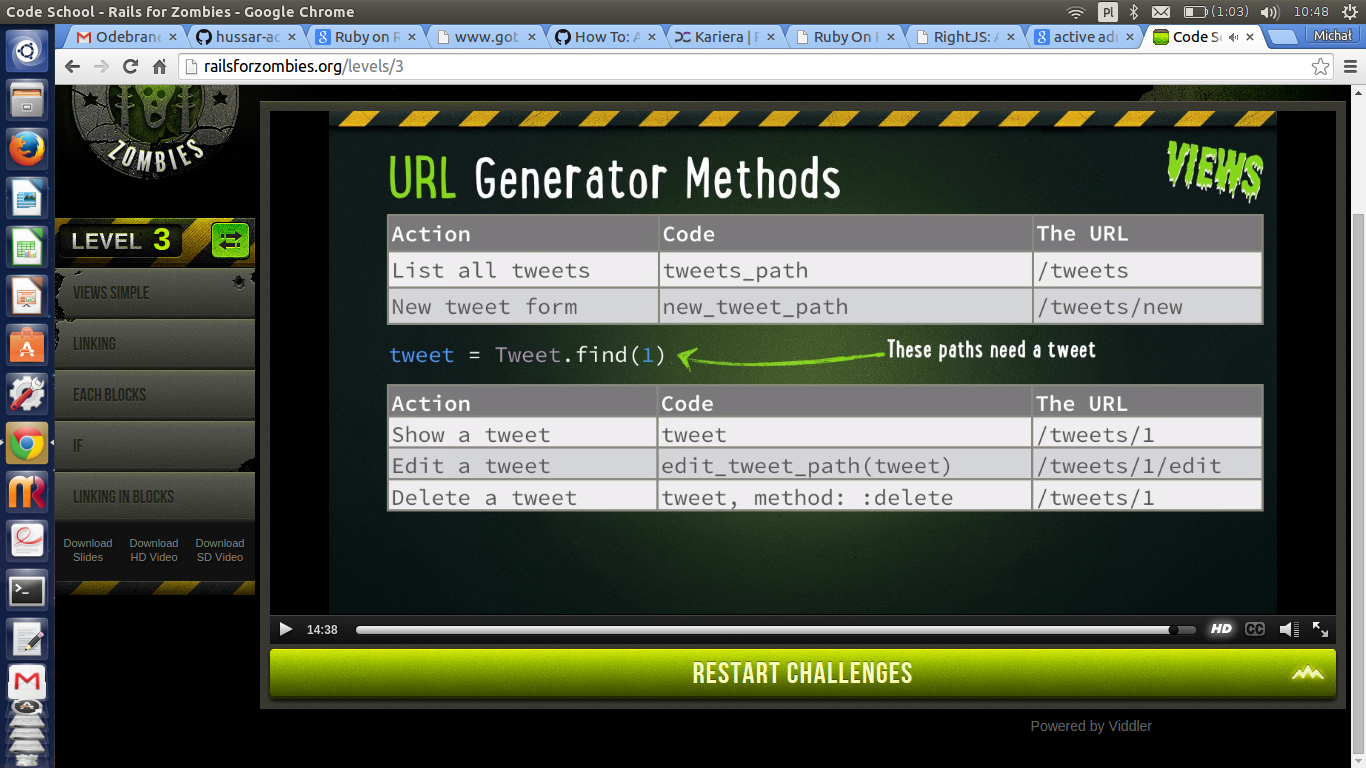 Code School - Rails for Zombies - Google Chrome
Pl
(1:03)
10:48
Odebrane
hussar-ac
Ruby on R
www.got
How To: A
Kariera | R
Ruby On R
RightJS: A
active adm
Code Sc
Michał
railsforzombies.org/levels/3
ZOMBIES
LEVEL 3
VIEWS SIMPLE
LINKING
EACH BLOCKS
IF
LINKING IN BLOCKS
Download Slides
Download HD Video
Download SD Video
URL Generator Methods
VIEWS
Action Code The URL
List all tweets tweets_path /tweets
New tweet form new_tweet_path /tweets/new
tweet = Tweet.find(1)
These paths need a tweet
Action Code The URL
Show a tweet tweet /tweets/1
Edit a tweet edit_tweet_path(tweet) /tweets/1/edit
Delete a tweet tweet, method: :delete /tweets/1
14:38
HD
CC
RESTART CHALLENGES
Powered by Viddler